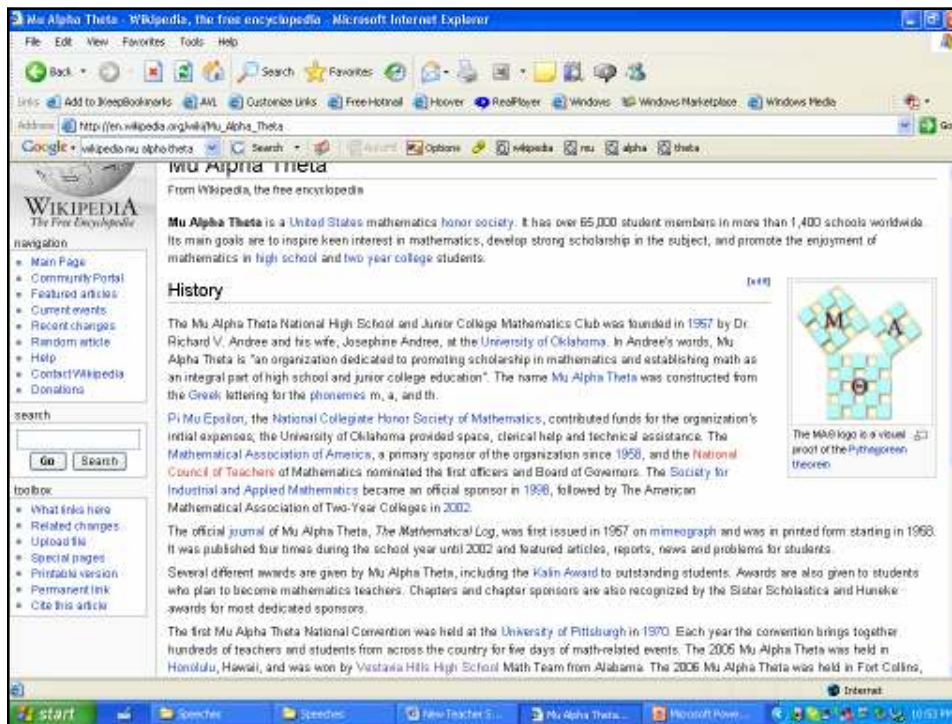 Mu Alpha Theta - Wikipedia, the free encyclopedia - Microsoft Internet Explorer
File Edit View Favorites Tools Help
Back Search Favorites
Links Add to JKeepBookmarks AVL Customize Links Free Hotmail Hoover RealPlayer Windows Windows Marketplace Windows Media
Address http://en.wikipedia.org/wiki/Mu_Alpha_Theta Go
Google wikipedia mu alpha theta Search Options wikipedia mu alpha theta
Mu Alpha Theta
From Wikipedia, the free encyclopedia
WIKIPEDIA
The Free Encyclopedia
Mu Alpha Theta is a United States mathematics honor society. It has over 65,000 student members in more than 1,400 schools worldwide.
Its main goals are to inspire keen interest in mathematics, develop strong scholarship in the subject, and promote the enjoyment of
mathematics in high school and two year college students.
navigation
Main Page
Community Portal
Featured articles
Current events
Recent changes
Random article
Help
Contact Wikipedia
Donations
search
Go Search
toolbox
What links here
Related changes
Upload file
Special pages
Printable version
Permanent link
Cite this article
History
[edit]
The Mu Alpha Theta National High School and Junior College Mathematics Club was founded in 1957 by Dr.
Richard V. Andree and his wife, Josephine Andree, at the University of Oklahoma. In Andree's words, Mu
Alpha Theta is "an organization dedicated to promoting scholarship in mathematics and establishing math as
an integral part of high school and junior college education". The name Mu Alpha Theta was constructed from
the Greek lettering for the phonemes m, a, and th.
Pi Mu Epsilon, the National Collegiate Honor Society of Mathematics, contributed funds for the organization's
initial expenses; the University of Oklahoma provided space, clerical help and technical assistance. The
Mathematical Association of America, a primary sponsor of the organization since 1958, and the National
Council of Teachers of Mathematics nominated the first officers and Board of Governors. The Society for
Industrial and Applied Mathematics became an official sponsor in 1998, followed by The American
Mathematical Association of Two-Year Colleges in 2002.
M A
Θ
The MAΘ logo is a visual
proof of the Pythagorean
theorem
The official journal of Mu Alpha Theta, The Mathematical Log, was first issued in 1957 on mimeograph and was in printed form starting in 1958.
It was published four times during the school year until 2002 and featured articles, reports, news and problems for students.
Several different awards are given by Mu Alpha Theta, including the Kalin Award to outstanding students. Awards are also given to students
who plan to become mathematics teachers. Chapters and chapter sponsors are also recognized by the Sister Scholastica and Huneke
awards for most dedicated sponsors.
The first Mu Alpha Theta National Convention was held at the University of Pittsburgh in 1970. Each year the convention brings together
hundreds of teachers and students from across the country for five days of math-related events. The 2005 Mu Alpha Theta was held in
Honolulu, Hawaii, and was won by Vestavia Hills High School Math Team from Alabama. The 2006 Mu Alpha Theta was held in Fort Collins,
Internet
start Speeches Speeches New Teacher S... Mu Alpha Theta... Microsoft Powe... 10:53 PM